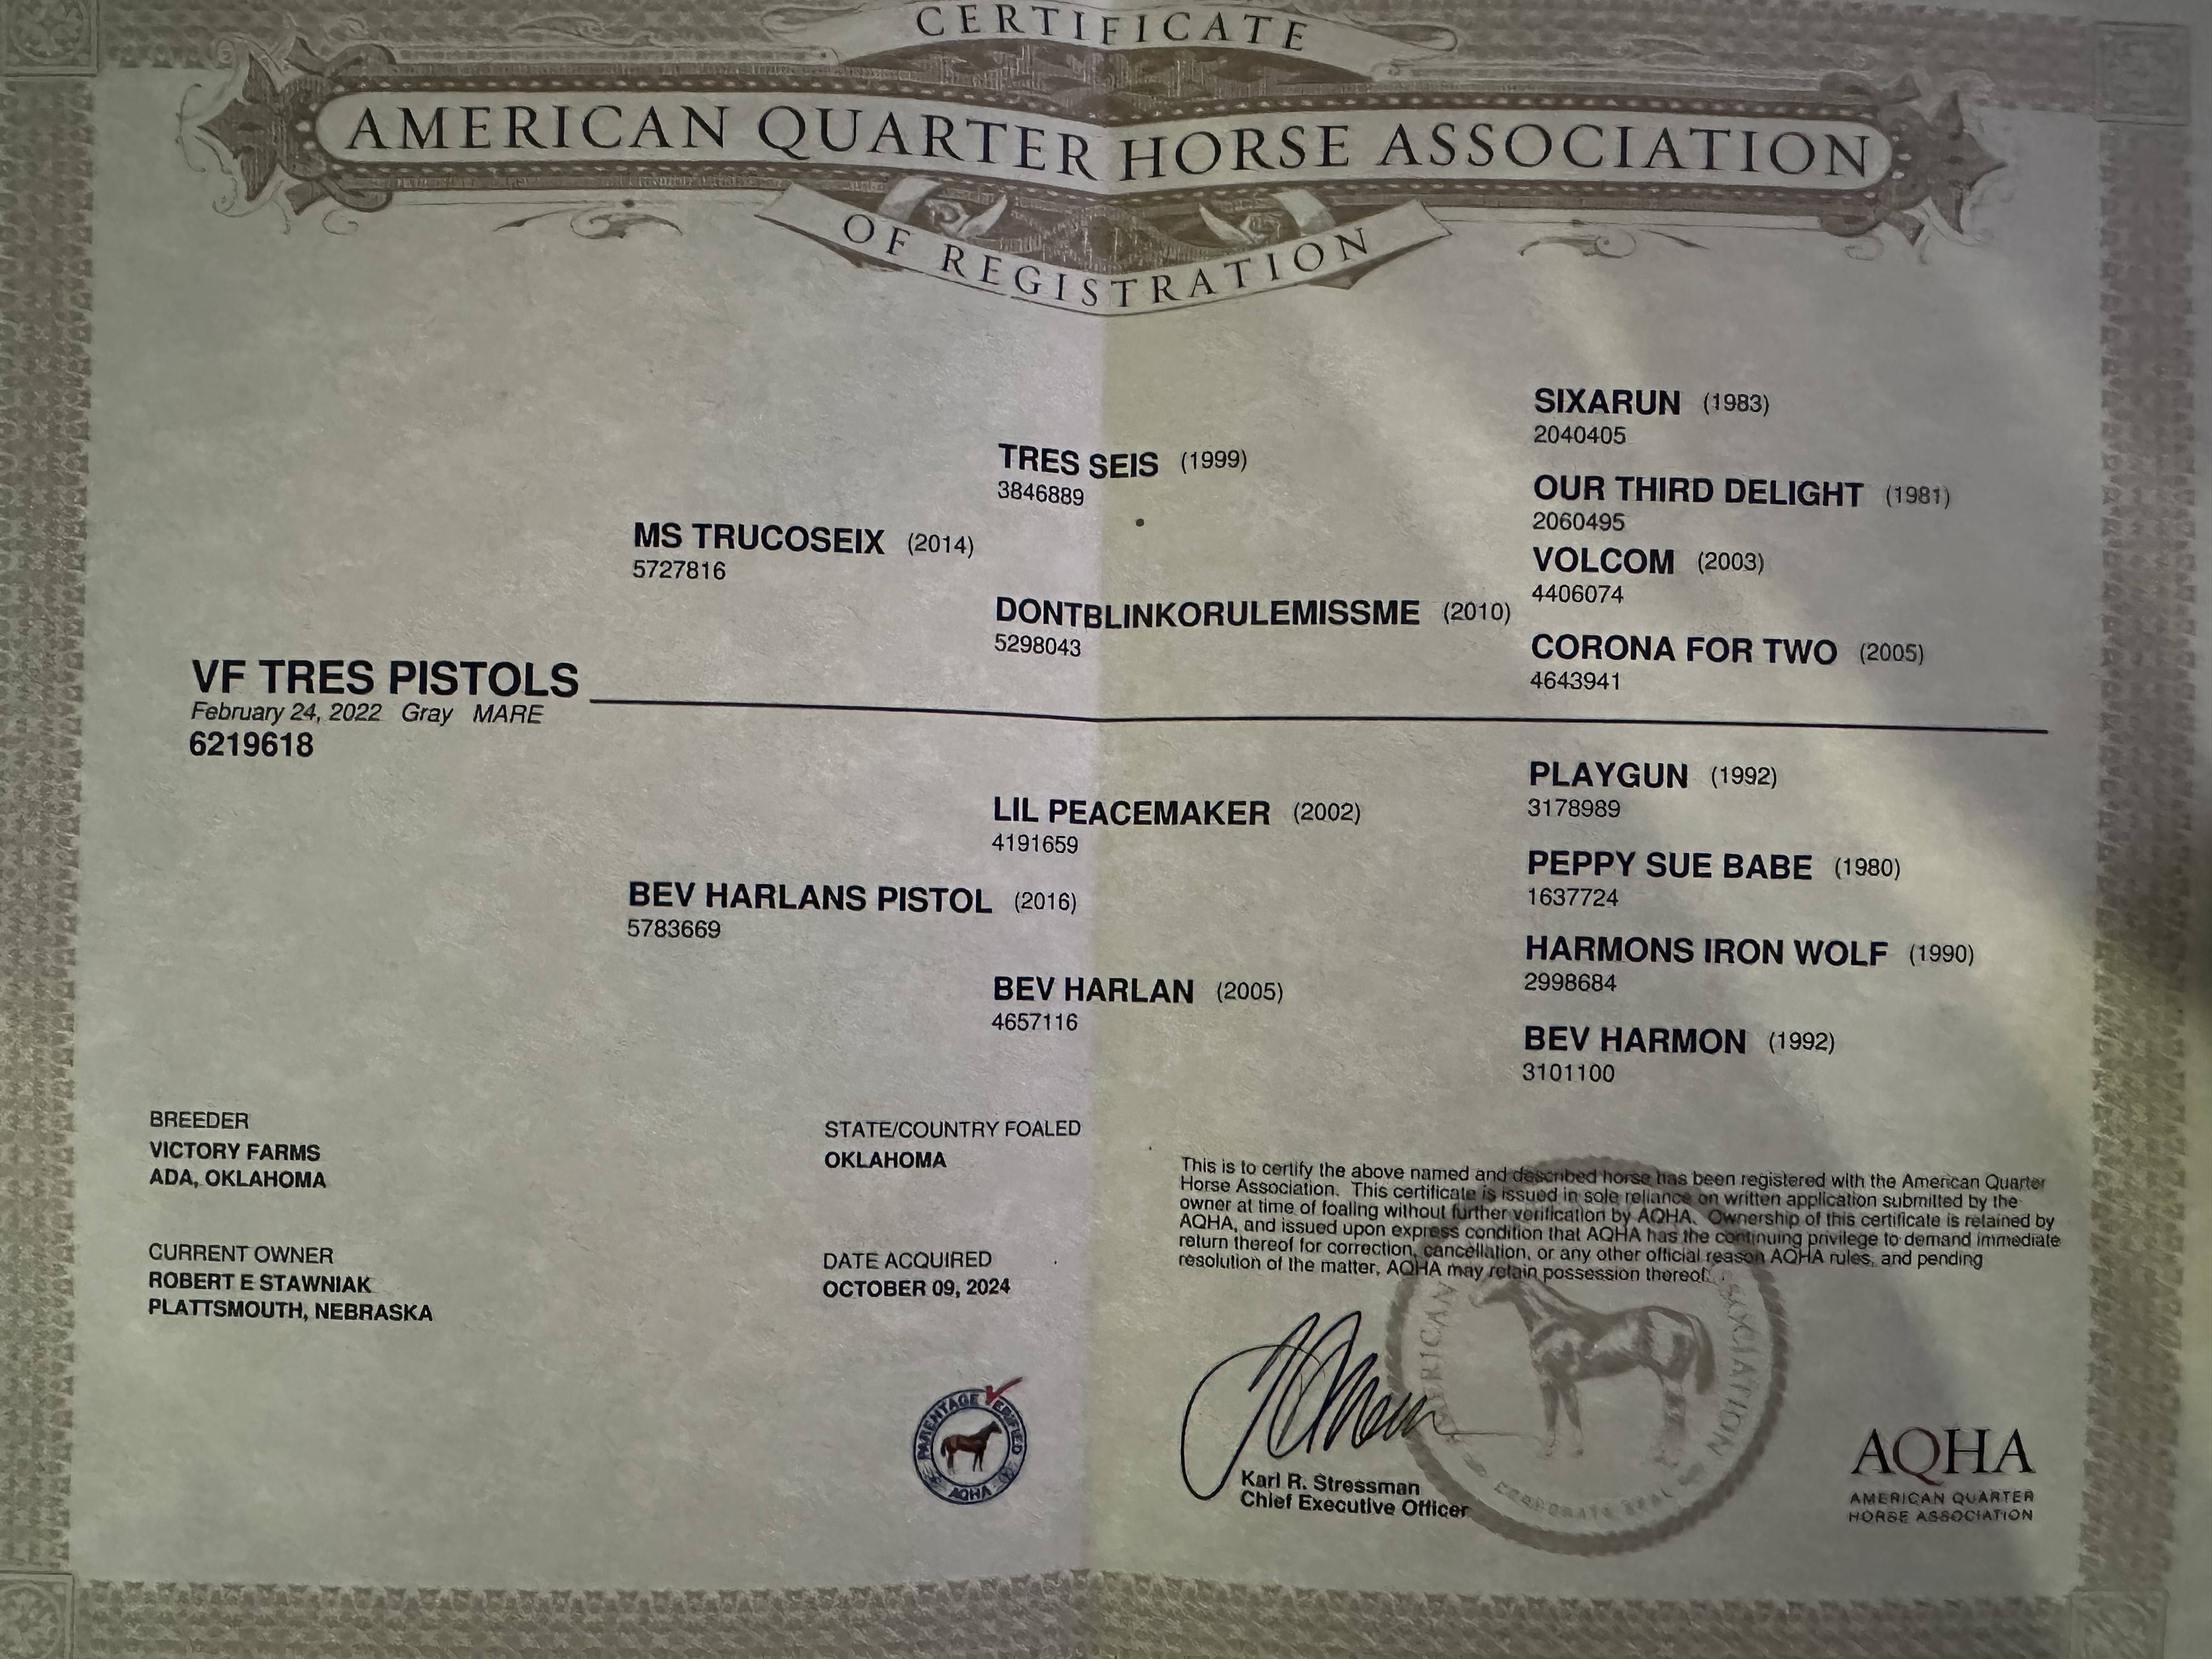 CERTIFICATE
AMERICAN QUARTER HORSE ASSOCIATION
OF REGISTRATION
SIXARUN (1983)
2040405
TRES SEIS (1999)
3846889
OUR THIRD DELIGHT (1981)
2060495
MS TRUCOSEIX (2014)
5727816
VOLCOM (2003)
4406074
DONTBLINKORULEMISSME (2010)
5298043
CORONA FOR TWO (2005)
4643941
VF TRES PISTOLS
February 24, 2022 Gray MARE
6219618
PLAYGUN (1992)
3178989
LIL PEACEMAKER (2002)
4191659
PEPPY SUE BABE (1980)
1637724
BEV HARLANS PISTOL (2016)
5783669
HARMONS IRON WOLF (1990)
2998684
BEV HARLAN (2005)
4657116
BEV HARMON (1992)
3101100
BREEDER
VICTORY FARMS
ADA, OKLAHOMA
STATE/COUNTRY FOALED
OKLAHOMA
CURRENT OWNER
ROBERT E STAWNIAK
PLATTSMOUTH, NEBRASKA
DATE ACQUIRED
OCTOBER 09, 2024
This is to certify the above named and described horse has been registered with the American Quarter
Horse Association. This certificate is issued in sole reliance on written application submitted by the
owner at time of foaling without further verification by AQHA. Ownership of this certificate is retained by
AQHA, and issued upon express condition that AQHA has the continuing privilege to demand immediate
return thereof for correction, cancellation, or any other official reason AQHA rules, and pending
resolution of the matter, AQHA may retain possession thereof.
PARENTAGE VERIFIED
AQHA
Karl R. Stressman
Chief Executive Officer
CORPORATE SEAL
AQHA
AMERICAN QUARTER
HORSE ASSOCIATION